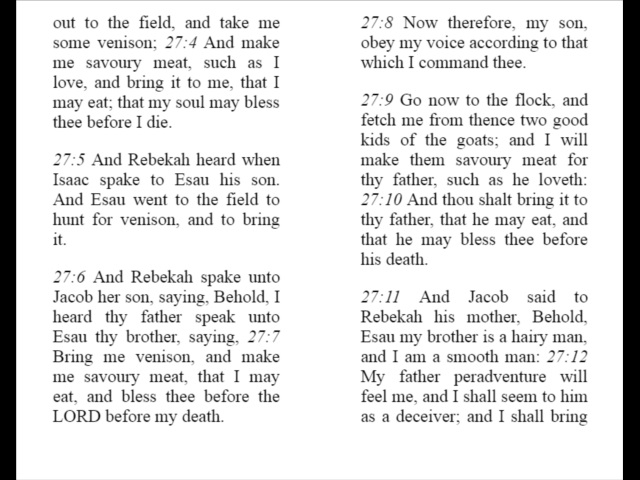 out to the field, and take me
some venison; 27:4 And make
me savoury meat, such as I
love, and bring it to me, that I
may eat; that my soul may bless
thee before I die.
27:5 And Rebekah heard when
Isaac spake to Esau his son.
And Esau went to the field to
hunt for venison, and to bring
it.
27:6 And Rebekah spake unto
Jacob her son, saying, Behold, I
heard thy father speak unto
Esau thy brother, saying, 27:7
Bring me venison, and make
me savoury meat, that I may
eat, and bless thee before the
LORD before my death.
27:8 Now therefore, my son,
obey my voice according to that
which I command thee.
27:9 Go now to the flock, and
fetch me from thence two good
kids of the goats; and I will
make them savoury meat for
thy father, such as he loveth:
27:10 And thou shalt bring it to
thy father, that he may eat, and
that he may bless thee before
his death.
27:11 And Jacob said to
Rebekah his mother, Behold,
Esau my brother is a hairy man,
and I am a smooth man: 27:12
My father peradventure will
feel me, and I shall seem to him
as a deceiver; and I shall bring